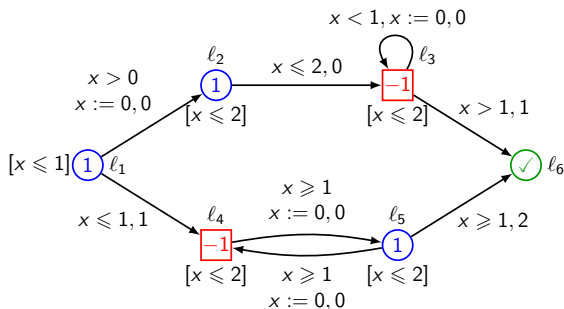 x < 1, x := 0, 0
ℓ2
ℓ3
x > 0
x := 0, 0
x ⩽ 2, 0
1
−1
[x ⩽ 2]
[x ⩽ 2]
x > 1, 1
[x ⩽ 1]
1
ℓ1
✓
ℓ6
x ⩽ 1, 1
ℓ4
x ⩾ 1
x := 0, 0
ℓ5
x ⩾ 1, 2
−1
1
[x ⩽ 2]
x ⩾ 1
x := 0, 0
[x ⩽ 2]